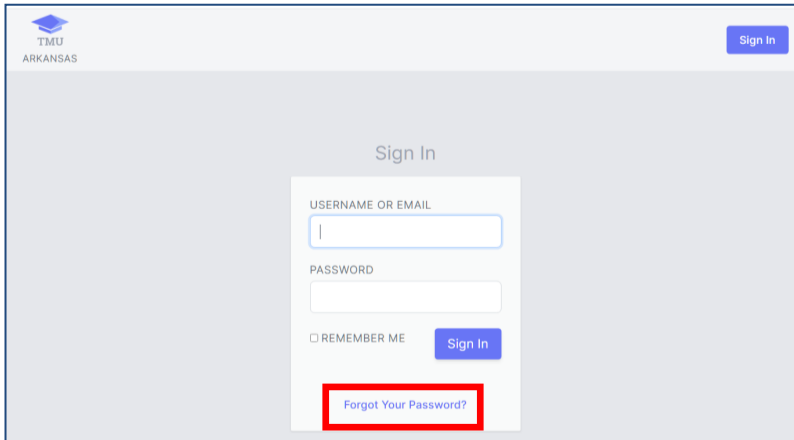 TMU
ARKANSAS
Sign In
Sign In
USERNAME OR EMAIL
PASSWORD
REMEMBER ME
Sign In
Forgot Your Password?